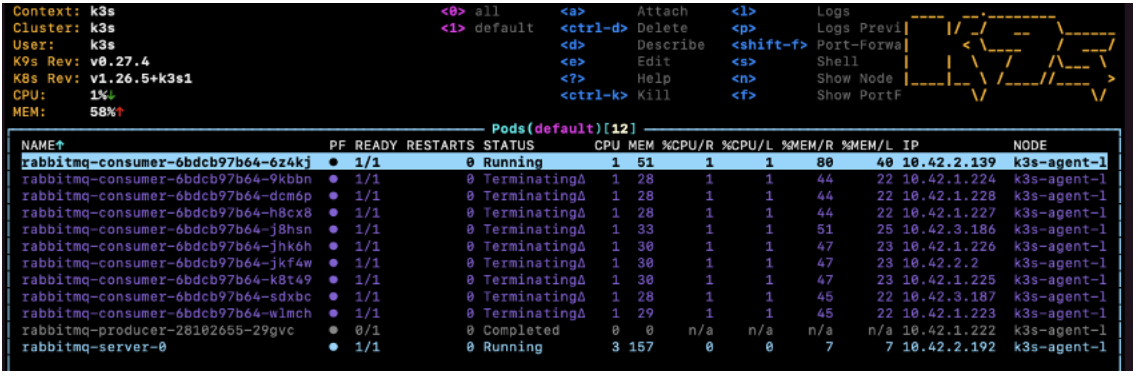 Context: k3s <0> all <a> Attach <l> Logs
Cluster: k3s <1> default <ctrl-d> Delete <p> Logs Previ
User: k3s <d> Describe <shift-f> Port-Forwa
K9s Rev: v0.27.4 <e> Edit <s> Shell
K8s Rev: v1.26.5+k3s1 <?> Help <n> Show Node
CPU: 1%↓ <ctrl-k> Kill <f> Show PortF
MEM: 58%↑
Pods(default)[12]
NAME↑ PF READY RESTARTS STATUS CPU MEM %CPU/R %CPU/L %MEM/R %MEM/L IP NODE
rabbitmq-consumer-6bdcb97b64-6z4kj ● 1/1 0 Running 1 51 1 1 80 40 10.42.2.139 k3s-agent-l
rabbitmq-consumer-6bdcb97b64-9kbbn ● 1/1 0 TerminatingΔ 1 28 1 1 44 22 10.42.1.224 k3s-agent-l
rabbitmq-consumer-6bdcb97b64-dcm6p ● 1/1 0 TerminatingΔ 1 28 1 1 44 22 10.42.1.228 k3s-agent-l
rabbitmq-consumer-6bdcb97b64-h8cx8 ● 1/1 0 TerminatingΔ 1 28 1 1 44 22 10.42.1.227 k3s-agent-l
rabbitmq-consumer-6bdcb97b64-j8hsn ● 1/1 0 TerminatingΔ 1 33 1 1 51 25 10.42.3.186 k3s-agent-l
rabbitmq-consumer-6bdcb97b64-jhk6h ● 1/1 0 TerminatingΔ 1 30 1 1 47 23 10.42.1.226 k3s-agent-l
rabbitmq-consumer-6bdcb97b64-jkf4w ● 1/1 0 TerminatingΔ 1 30 1 1 47 23 10.42.2.2 k3s-agent-l
rabbitmq-consumer-6bdcb97b64-k8t49 ● 1/1 0 TerminatingΔ 1 30 1 1 47 23 10.42.1.225 k3s-agent-l
rabbitmq-consumer-6bdcb97b64-sdxbc ● 1/1 0 TerminatingΔ 1 28 1 1 45 22 10.42.3.187 k3s-agent-l
rabbitmq-consumer-6bdcb97b64-wlmch ● 1/1 0 TerminatingΔ 1 29 1 1 45 22 10.42.1.223 k3s-agent-l
rabbitmq-producer-28102655-29gvc ● 0/1 0 Completed 0 0 n/a n/a n/a n/a 10.42.1.222 k3s-agent-l
rabbitmq-server-0 ● 1/1 0 Running 3 157 0 0 7 7 10.42.2.192 k3s-agent-l